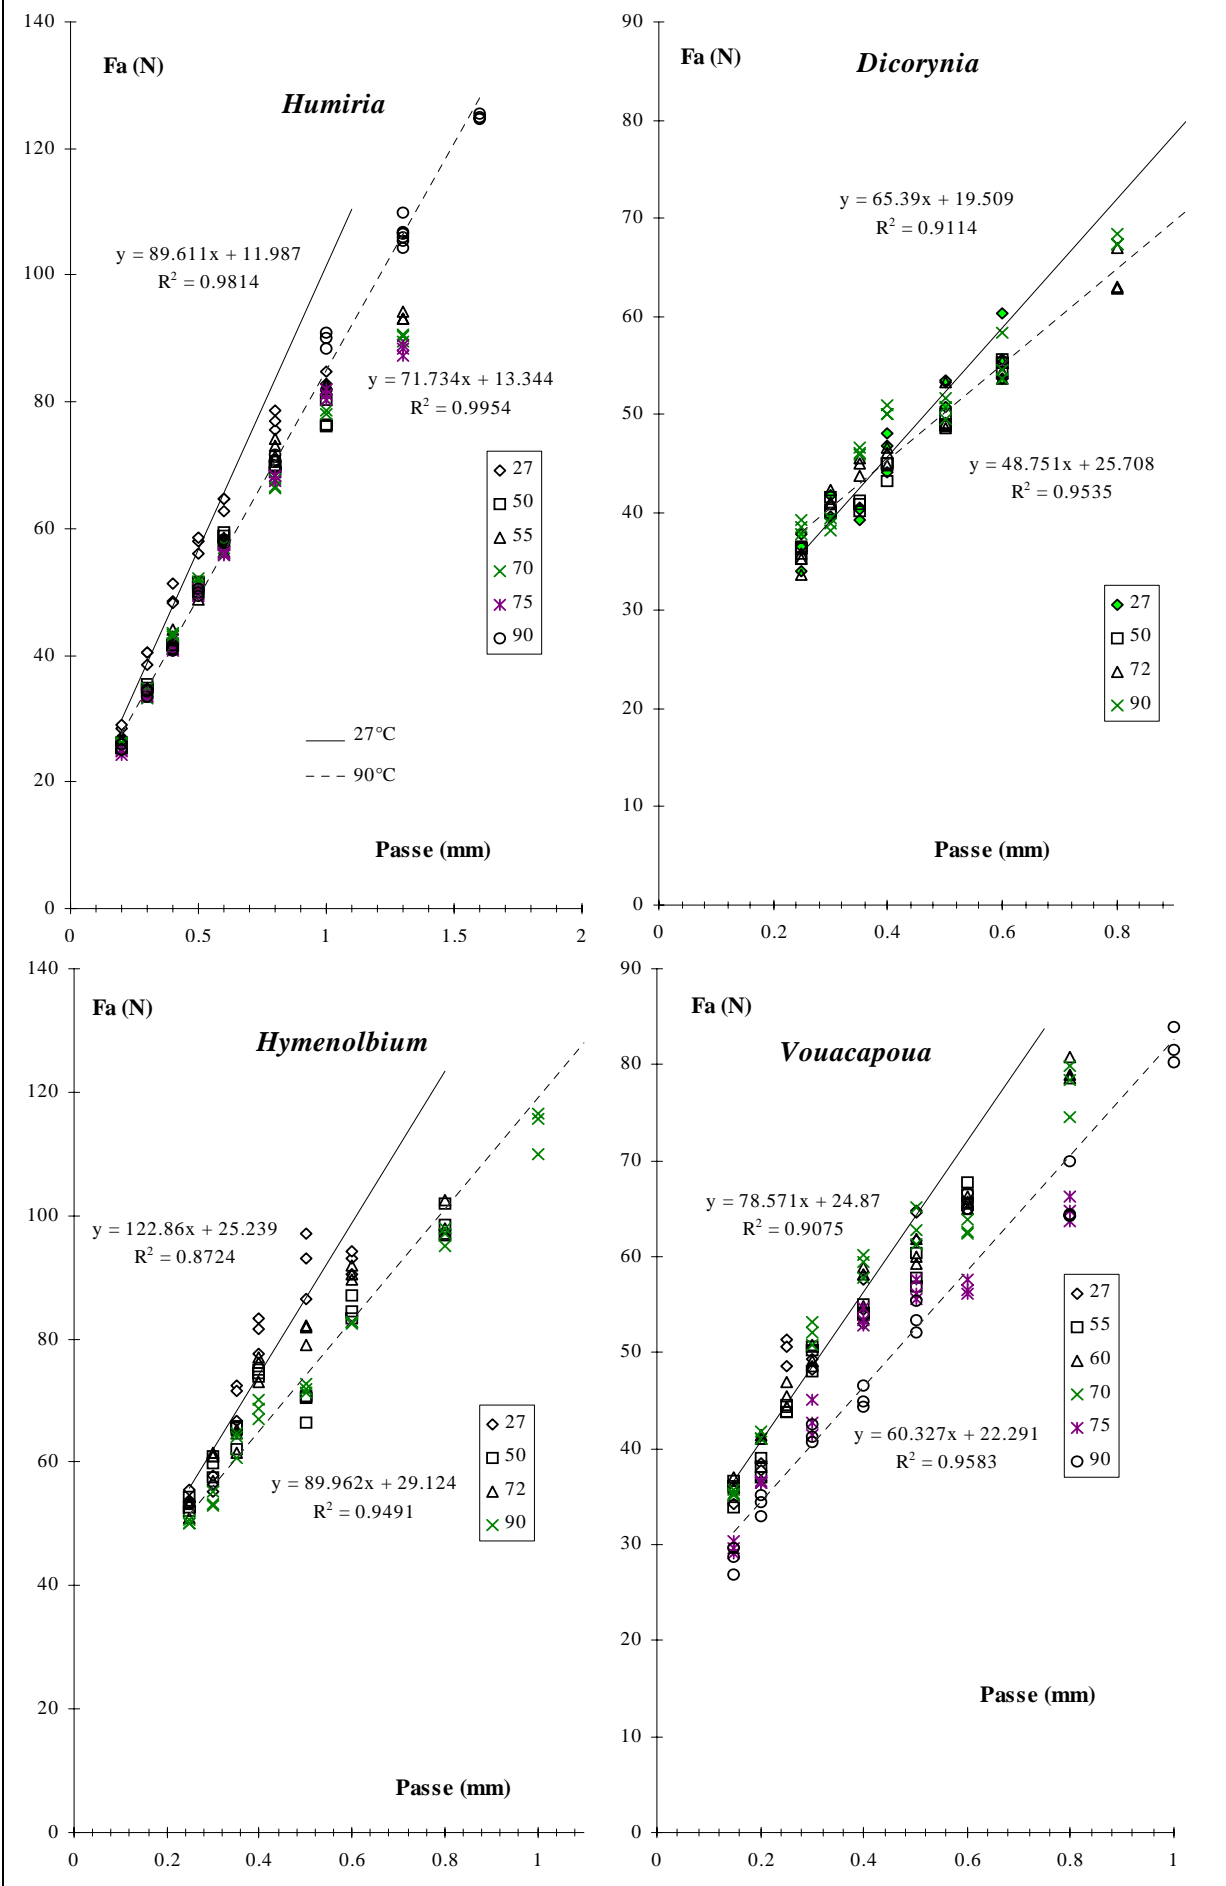 Humiria
Fa (N)
140
120
100
80
60
40
20
0
y = 89.611x + 11.987
R² = 0.9814
y = 71.734x + 13.344
R² = 0.9954
27
50
55
70
75
90
27°C
90°C
Passe (mm)
0 0.5 1 1.5 2
Dicorynia
Fa (N)
90
80
70
60
50
40
30
20
10
0
y = 65.39x + 19.509
R² = 0.9114
y = 48.751x + 25.708
R² = 0.9535
27
50
72
90
Passe (mm)
0 0.2 0.4 0.6 0.8
Hymenolbium
Fa (N)
140
120
100
80
60
40
20
0
y = 122.86x + 25.239
R² = 0.8724
y = 89.962x + 29.124
R² = 0.9491
27
50
72
90
Passe (mm)
0 0.2 0.4 0.6 0.8 1
Vouacapoua
Fa (N)
90
80
70
60
50
40
30
20
10
0
y = 78.571x + 24.87
R² = 0.9075
y = 60.327x + 22.291
R² = 0.9583
27
55
60
70
75
90
Passe (mm)
0 0.2 0.4 0.6 0.8 1